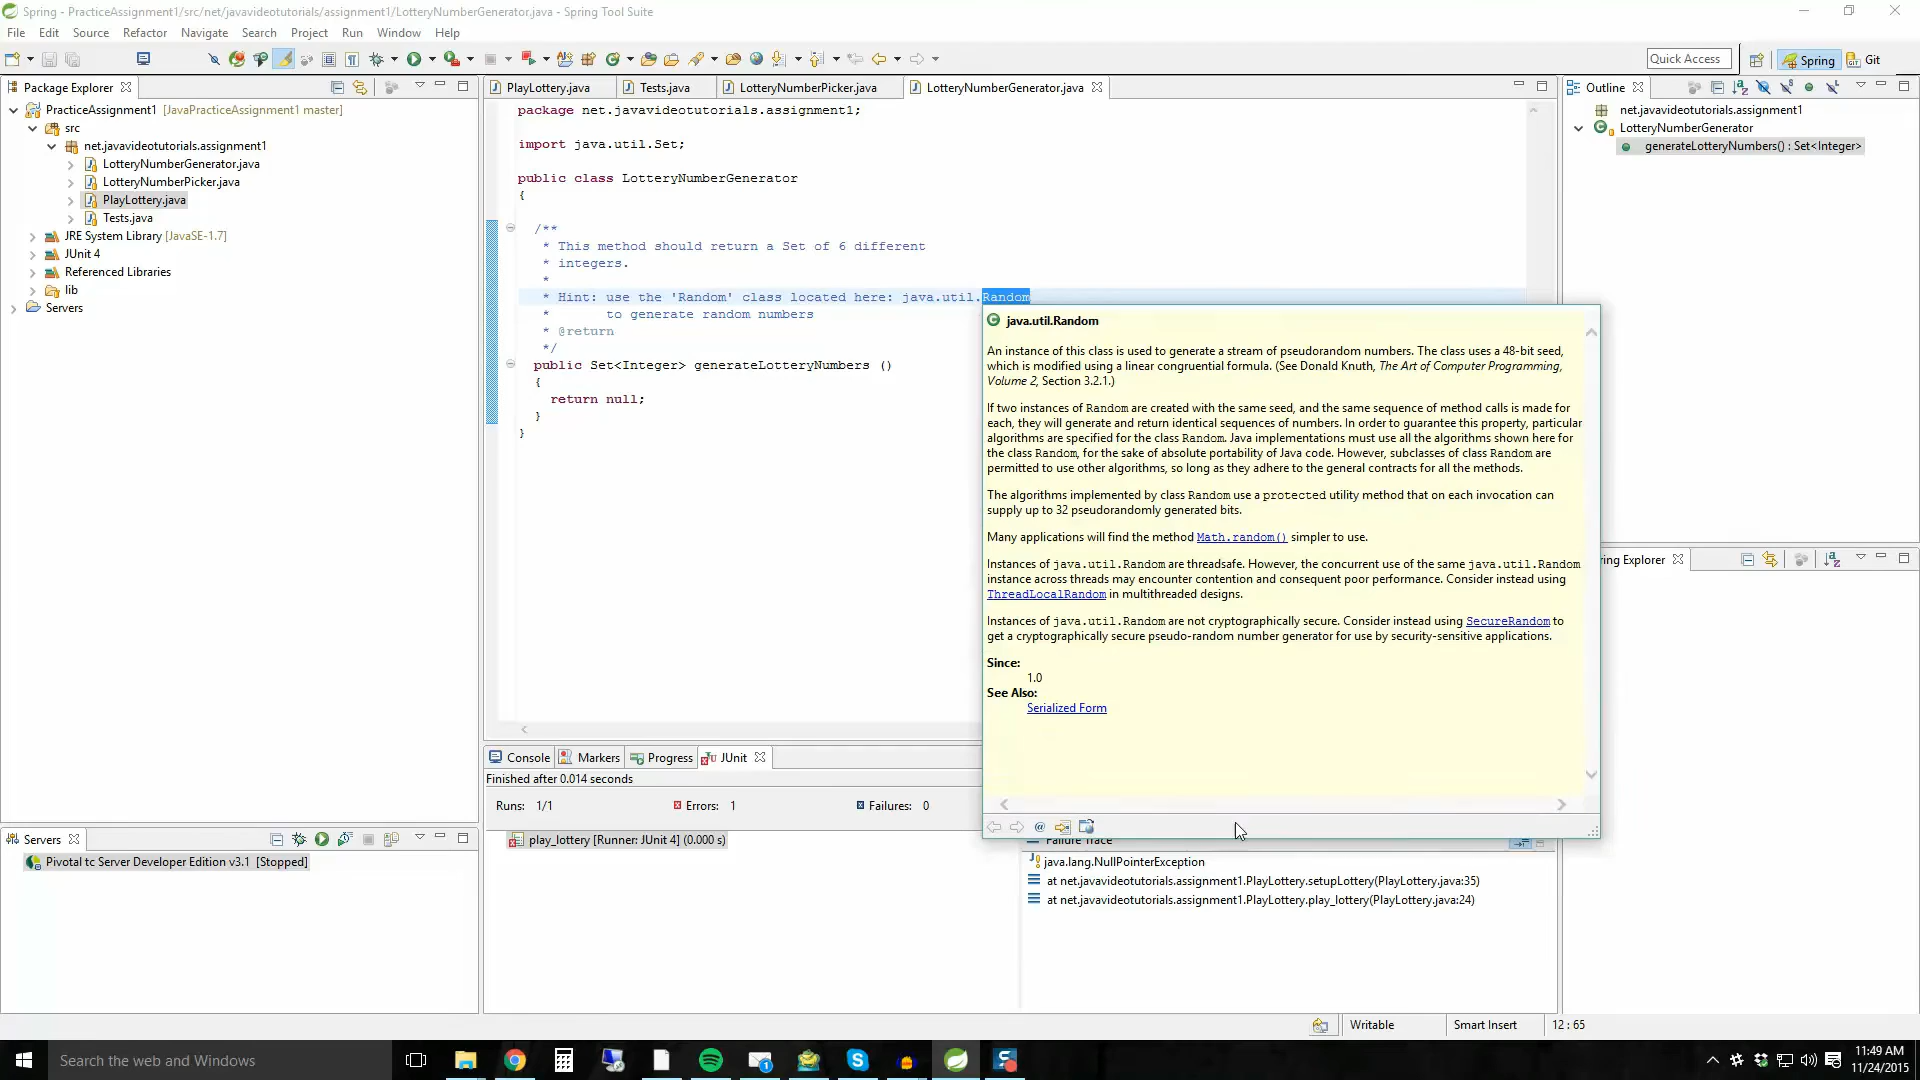 Spring - PracticeAssignment1/src/net/javavideotutorials/assignment1/LotteryNumberGenerator.java - Spring Tool Suite
File Edit Source Refactor Navigate Search Project Run Window Help
Quick Access
Spring
Git
Package Explorer
PracticeAssignment1 [JavaPracticeAssignment1 master]
src
net.javavideotutorials.assignment1
LotteryNumberGenerator.java
LotteryNumberPicker.java
PlayLottery.java
Tests.java
JRE System Library [JavaSE-1.7]
JUnit 4
Referenced Libraries
lib
Servers
PlayLottery.java
Tests.java
LotteryNumberPicker.java
LotteryNumberGenerator.java
package net.javavideotutorials.assignment1;
import java.util.Set;
public class LotteryNumberGenerator
{
/**
* This method should return a Set of 6 different
* integers.
*
* Hint: use the 'Random' class located here: java.util.Random
* to generate random numbers
* @return
*/
public Set<Integer> generateLotteryNumbers ()
{
return null;
}
}
java.util.Random
An instance of this class is used to generate a stream of pseudorandom numbers. The class uses a 48-bit seed,
which is modified using a linear congruential formula. (See Donald Knuth, The Art of Computer Programming,
Volume 2, Section 3.2.1.)
If two instances of Random are created with the same seed, and the same sequence of method calls is made for
each, they will generate and return identical sequences of numbers. In order to guarantee this property, particular
algorithms are specified for the class Random. Java implementations must use all the algorithms shown here for
the class Random, for the sake of absolute portability of Java code. However, subclasses of class Random are
permitted to use other algorithms, so long as they adhere to the general contracts for all the methods.
The algorithms implemented by class Random use a protected utility method that on each invocation can
supply up to 32 pseudorandomly generated bits.
Many applications will find the method Math.random() simpler to use.
Instances of java.util.Random are threadsafe. However, the concurrent use of the same java.util.Random
instance across threads may encounter contention and consequent poor performance. Consider instead using
ThreadLocalRandom in multithreaded designs.
Instances of java.util.Random are not cryptographically secure. Consider instead using SecureRandom to
get a cryptographically secure pseudo-random number generator for use by security-sensitive applications.
Since:
1.0
See Also:
Serialized Form
Outline
net.javavideotutorials.assignment1
LotteryNumberGenerator
generateLotteryNumbers() : Set<Integer>
ring Explorer
Console
Markers
Progress
JUnit
Finished after 0.014 seconds
Runs: 1/1
Errors: 1
Failures: 0
play_lottery [Runner: JUnit 4] (0.000 s)
Failure Trace
java.lang.NullPointerException
at net.javavideotutorials.assignment1.PlayLottery.setupLottery(PlayLottery.java:35)
at net.javavideotutorials.assignment1.PlayLottery.play_lottery(PlayLottery.java:24)
Servers
Pivotal tc Server Developer Edition v3.1 [Stopped]
Writable
Smart Insert
12 : 65
Search the web and Windows
11:49 AM
11/24/2015